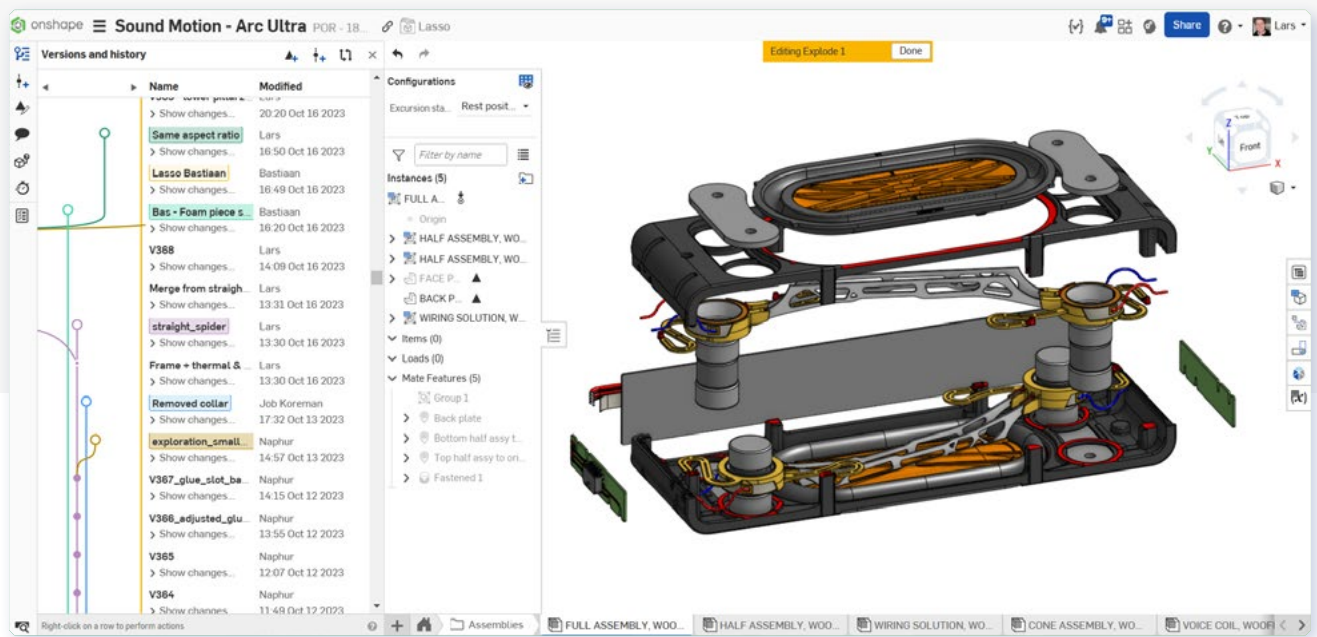 onshape Sound Motion - Arc Ultra POR - 18... Lasso
Share Lars
Versions and history
Editing Explode 1 Done
Name Modified
Lars
> Show changes... 20:20 Oct 16 2023
Same aspect ratio Lars
> Show changes... 16:50 Oct 16 2023
Lasso Bastiaan Bastiaan
> Show changes... 16:49 Oct 16 2023
Bas - Foam piece s... Bastiaan
> Show changes... 16:20 Oct 16 2023
V368 Lars
> Show changes... 14:09 Oct 16 2023
Merge from straigh... Lars
> Show changes... 13:31 Oct 16 2023
straight_spider Lars
> Show changes... 13:30 Oct 16 2023
Frame + thermal & ... Lars
> Show changes... 13:30 Oct 16 2023
Removed collar Job Koreman
> Show changes... 17:32 Oct 13 2023
exploration_small... Naphur
> Show changes... 14:57 Oct 13 2023
V367_glue_slot_ba... Naphur
> Show changes... 14:15 Oct 12 2023
V366_adjusted_glu... Naphur
> Show changes... 13:55 Oct 12 2023
V365 Naphur
> Show changes... 12:07 Oct 12 2023
V364 Naphur
> Show changes... 11:49 Oct 12 2023
Right-click on a row to perform actions.
Configurations
Excursion sta... Rest posit...
Filter by name
Instances (5)
FULL A...
Origin
HALF ASSEMBLY, WO...
HALF ASSEMBLY, WO...
FACE P...
BACK P...
WIRING SOLUTION, W...
Items (0)
Loads (0)
Mate Features (5)
Group 1
Back plate
Bottom half assy t...
Top half assy to ori...
Fastened 1
Z
Front
Y
X
Assemblies FULL ASSEMBLY, WOO... HALF ASSEMBLY, WOO... WIRING SOLUTION, WO... CONE ASSEMBLY, WO... VOICE COIL, WOOFE